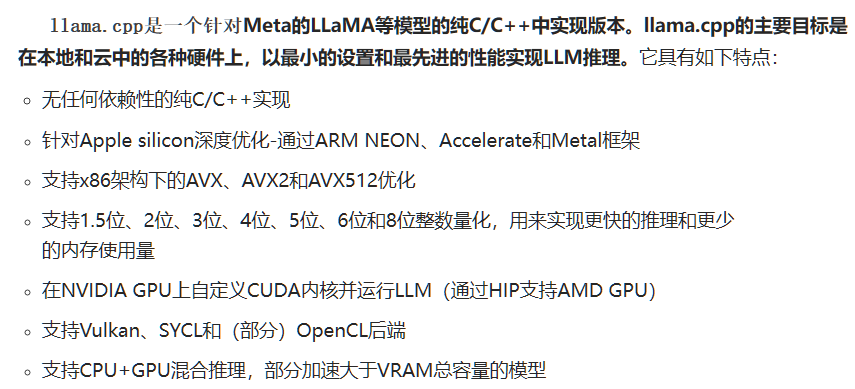 llama.cpp是一个针对Meta的LLaMA等模型的纯C/C++中实现版本。llama.cpp的主要目标是
在本地和云中的各种硬件上，以最小的设置和最先进的性能实现LLM推理。它具有如下特点：
无任何依赖性的纯C/C++实现
针对Apple silicon深度优化-通过ARM NEON、Accelerate和Metal框架
支持x86架构下的AVX、AVX2和AVX512优化
支持1.5位、2位、3位、4位、5位、6位和8位整数量化，用来实现更快的推理和更少
的内存使用量
在NVIDIA GPU上自定义CUDA内核并运行LLM（通过HIP支持AMD GPU）
支持Vulkan、SYCL和（部分）OpenCL后端
支持CPU+GPU混合推理，部分加速大于VRAM总容量的模型